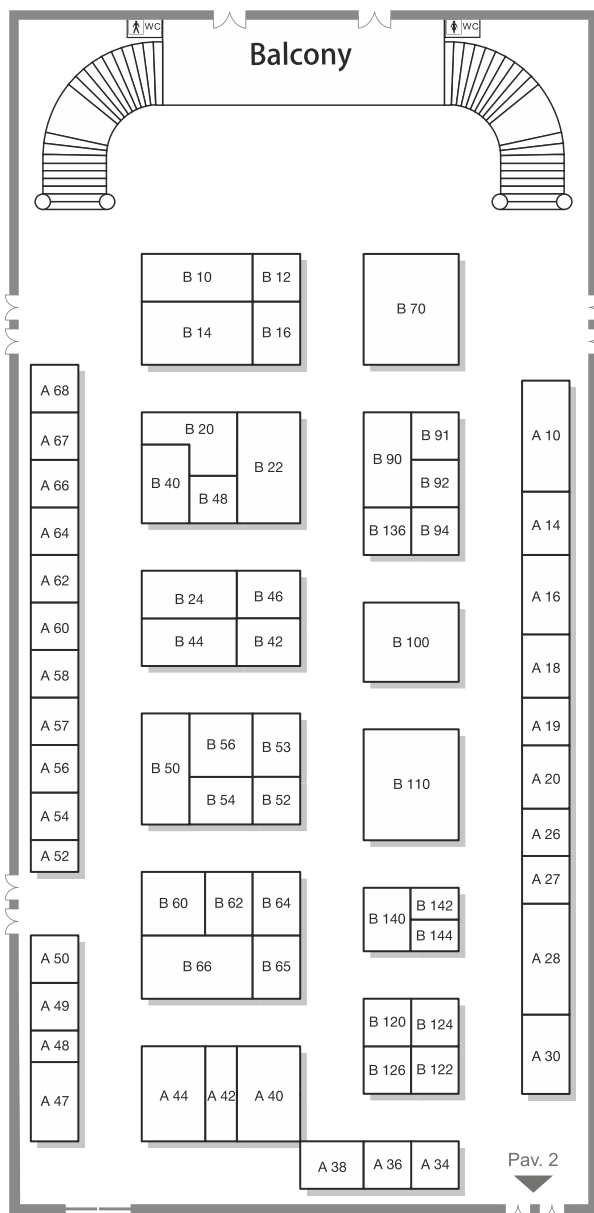 WC WC
Balcony
B 10 B 12 B 70
B 14 B 16
A 68
A 10
B 20 B 91
A 67 B 90 B 22
B 40 B 92
A 66 B 48
A 64 B 136 B 94 A 14
A 62
B 24 B 46 A 16
A 60
B 44 B 42 B 100
A 58 A 18
A 57 A 19
B 56 B 53
A 56 B 50 A 20
B 110
B 54 B 52
A 54 A 26
A 52
A 27
B 60 B 62 B 64 B 142
B 140
B 144
A 50 B 66 B 65 A 28
A 49
B 120 B 124
A 48
A 30
B 126 B 122
A 47 A 44 A 42 A 40
A 38 A 36 A 34
Pav. 2